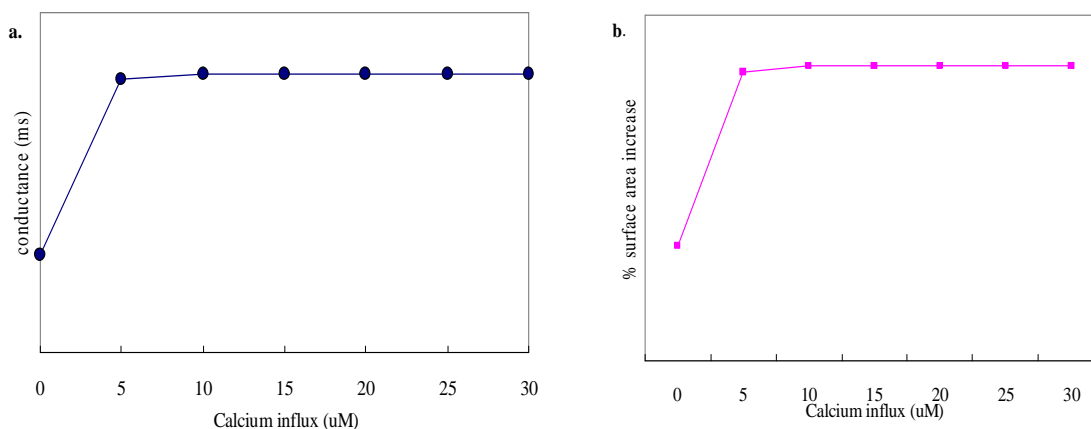 a.
conductance (ms)
0 5 10 15 20 25 30
Calcium influx (uM)
b.
% surface area increase
0 5 10 15 20 25 30
Calcium influx (uM)